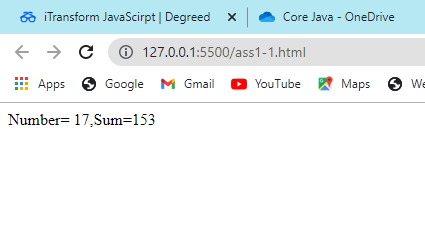 iTransform JavaScirpt | Degreed
Core Java - OneDrive
127.0.0.1:5500/ass1-1.html
Apps Google Gmail YouTube Maps We
Number= 17,Sum=153